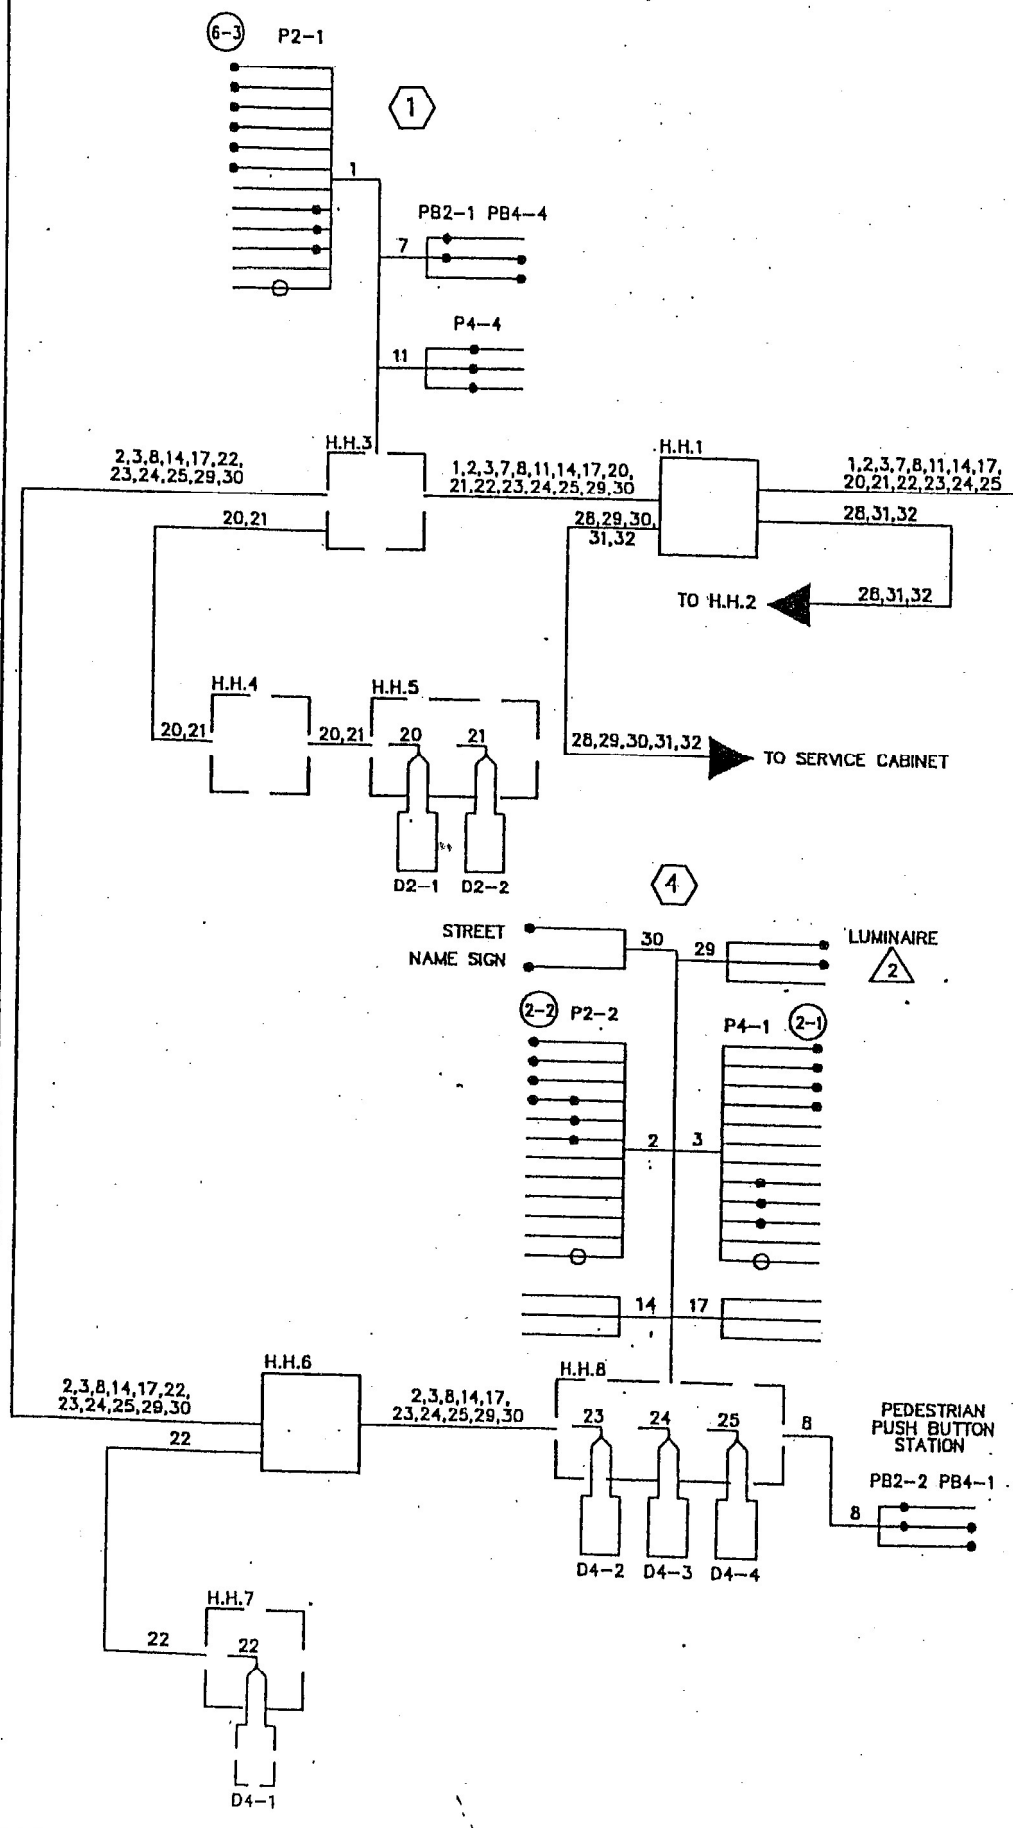 6-3 P2-1
1
1
PB2-1 PB4-4
7
P4-4
11
H.H.3
H.H.1
2,3,8,14,17,22,
23,24,25,29,30
1,2,3,7,8,11,14,17,20,
21,22,23,24,25,29,30
1,2,3,7,8,11,14,17,
20,21,22,23,24,25
20,21
28,29,30,
31,32
28,31,32
TO H.H.2
28,31,32
H.H.4
H.H.5
20,21
20,21
20
21
28,29,30,31,32
TO SERVICE CABINET
D2-1 D2-2
4
STREET
NAME SIGN
30
29
LUMINAIRE
2
2-2 P2-2
P4-1 2-1
2
3
14
17
H.H.6
H.H.8
2,3,8,14,17,22,
23,24,25,29,30
2,3,8,14,17,
23,24,25,29,30
23
24
25
8
22
PEDESTRIAN
PUSH BUTTON
STATION
PB2-2 PB4-1
8
D4-2 D4-3 D4-4
H.H.7
22
22
D4-1